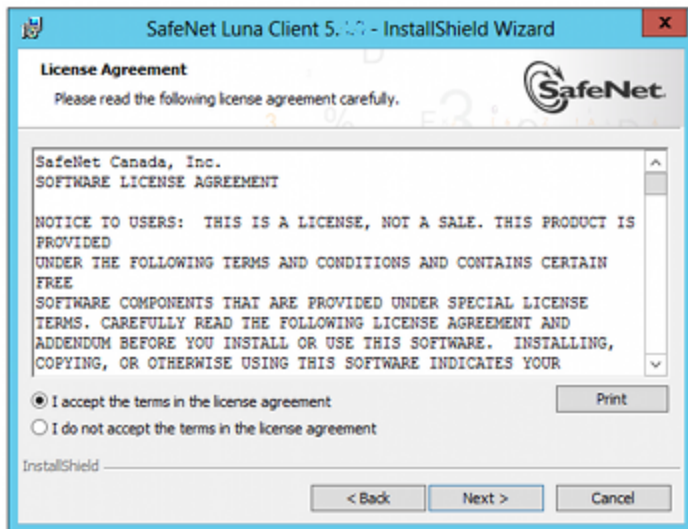 SafeNet Luna Client 5. - InstallShield Wizard
License Agreement
Please read the following license agreement carefully.
SafeNet.
SafeNet Canada, Inc.
SOFTWARE LICENSE AGREEMENT
NOTICE TO USERS: THIS IS A LICENSE, NOT A SALE. THIS PRODUCT IS
PROVIDED
UNDER THE FOLLOWING TERMS AND CONDITIONS AND CONTAINS CERTAIN
FREE
SOFTWARE COMPONENTS THAT ARE PROVIDED UNDER SPECIAL LICENSE
TERMS. CAREFULLY READ THE FOLLOWING LICENSE AGREEMENT AND
ADDENDUM BEFORE YOU INSTALL OR USE THIS SOFTWARE. INSTALLING,
COPYING, OR OTHERWISE USING THIS SOFTWARE INDICATES YOUR
I accept the terms in the license agreement
Print
I do not accept the terms in the license agreement
InstallShield
< Back
Next >
Cancel